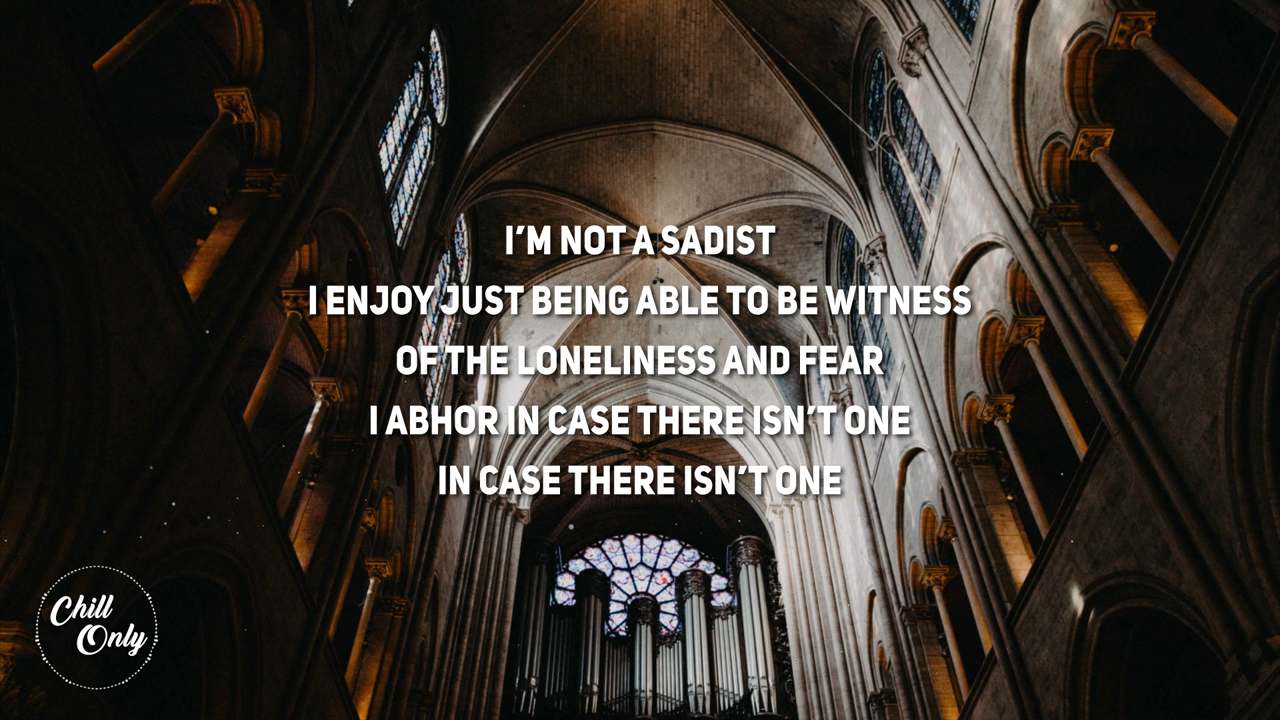 I'M NOT A SADIST
I ENJOY JUST BEING ABLE TO BE WITNESS
OF THE LONELINESS AND FEAR
I ABHOR IN CASE THERE ISN'T ONE
IN CASE THERE ISN'T ONE
Chill
Only